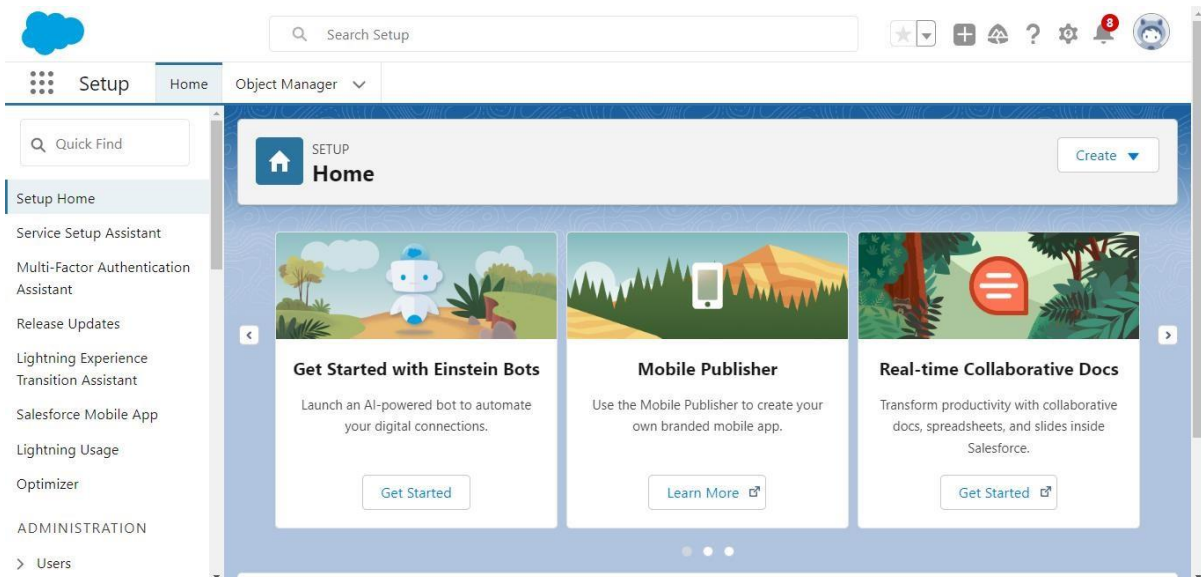 Search Setup
8
Setup
Home
Object Manager
Quick Find
Setup Home
Service Setup Assistant
Multi-Factor Authentication
Assistant
Release Updates
Lightning Experience
Transition Assistant
Salesforce Mobile App
Lightning Usage
Optimizer
ADMINISTRATION
Users
SETUP
Home
Create
Get Started with Einstein Bots
Launch an AI-powered bot to automate
your digital connections.
Get Started
Mobile Publisher
Use the Mobile Publisher to create your
own branded mobile app.
Learn More
Real-time Collaborative Docs
Transform productivity with collaborative
docs, spreadsheets, and slides inside
Salesforce.
Get Started